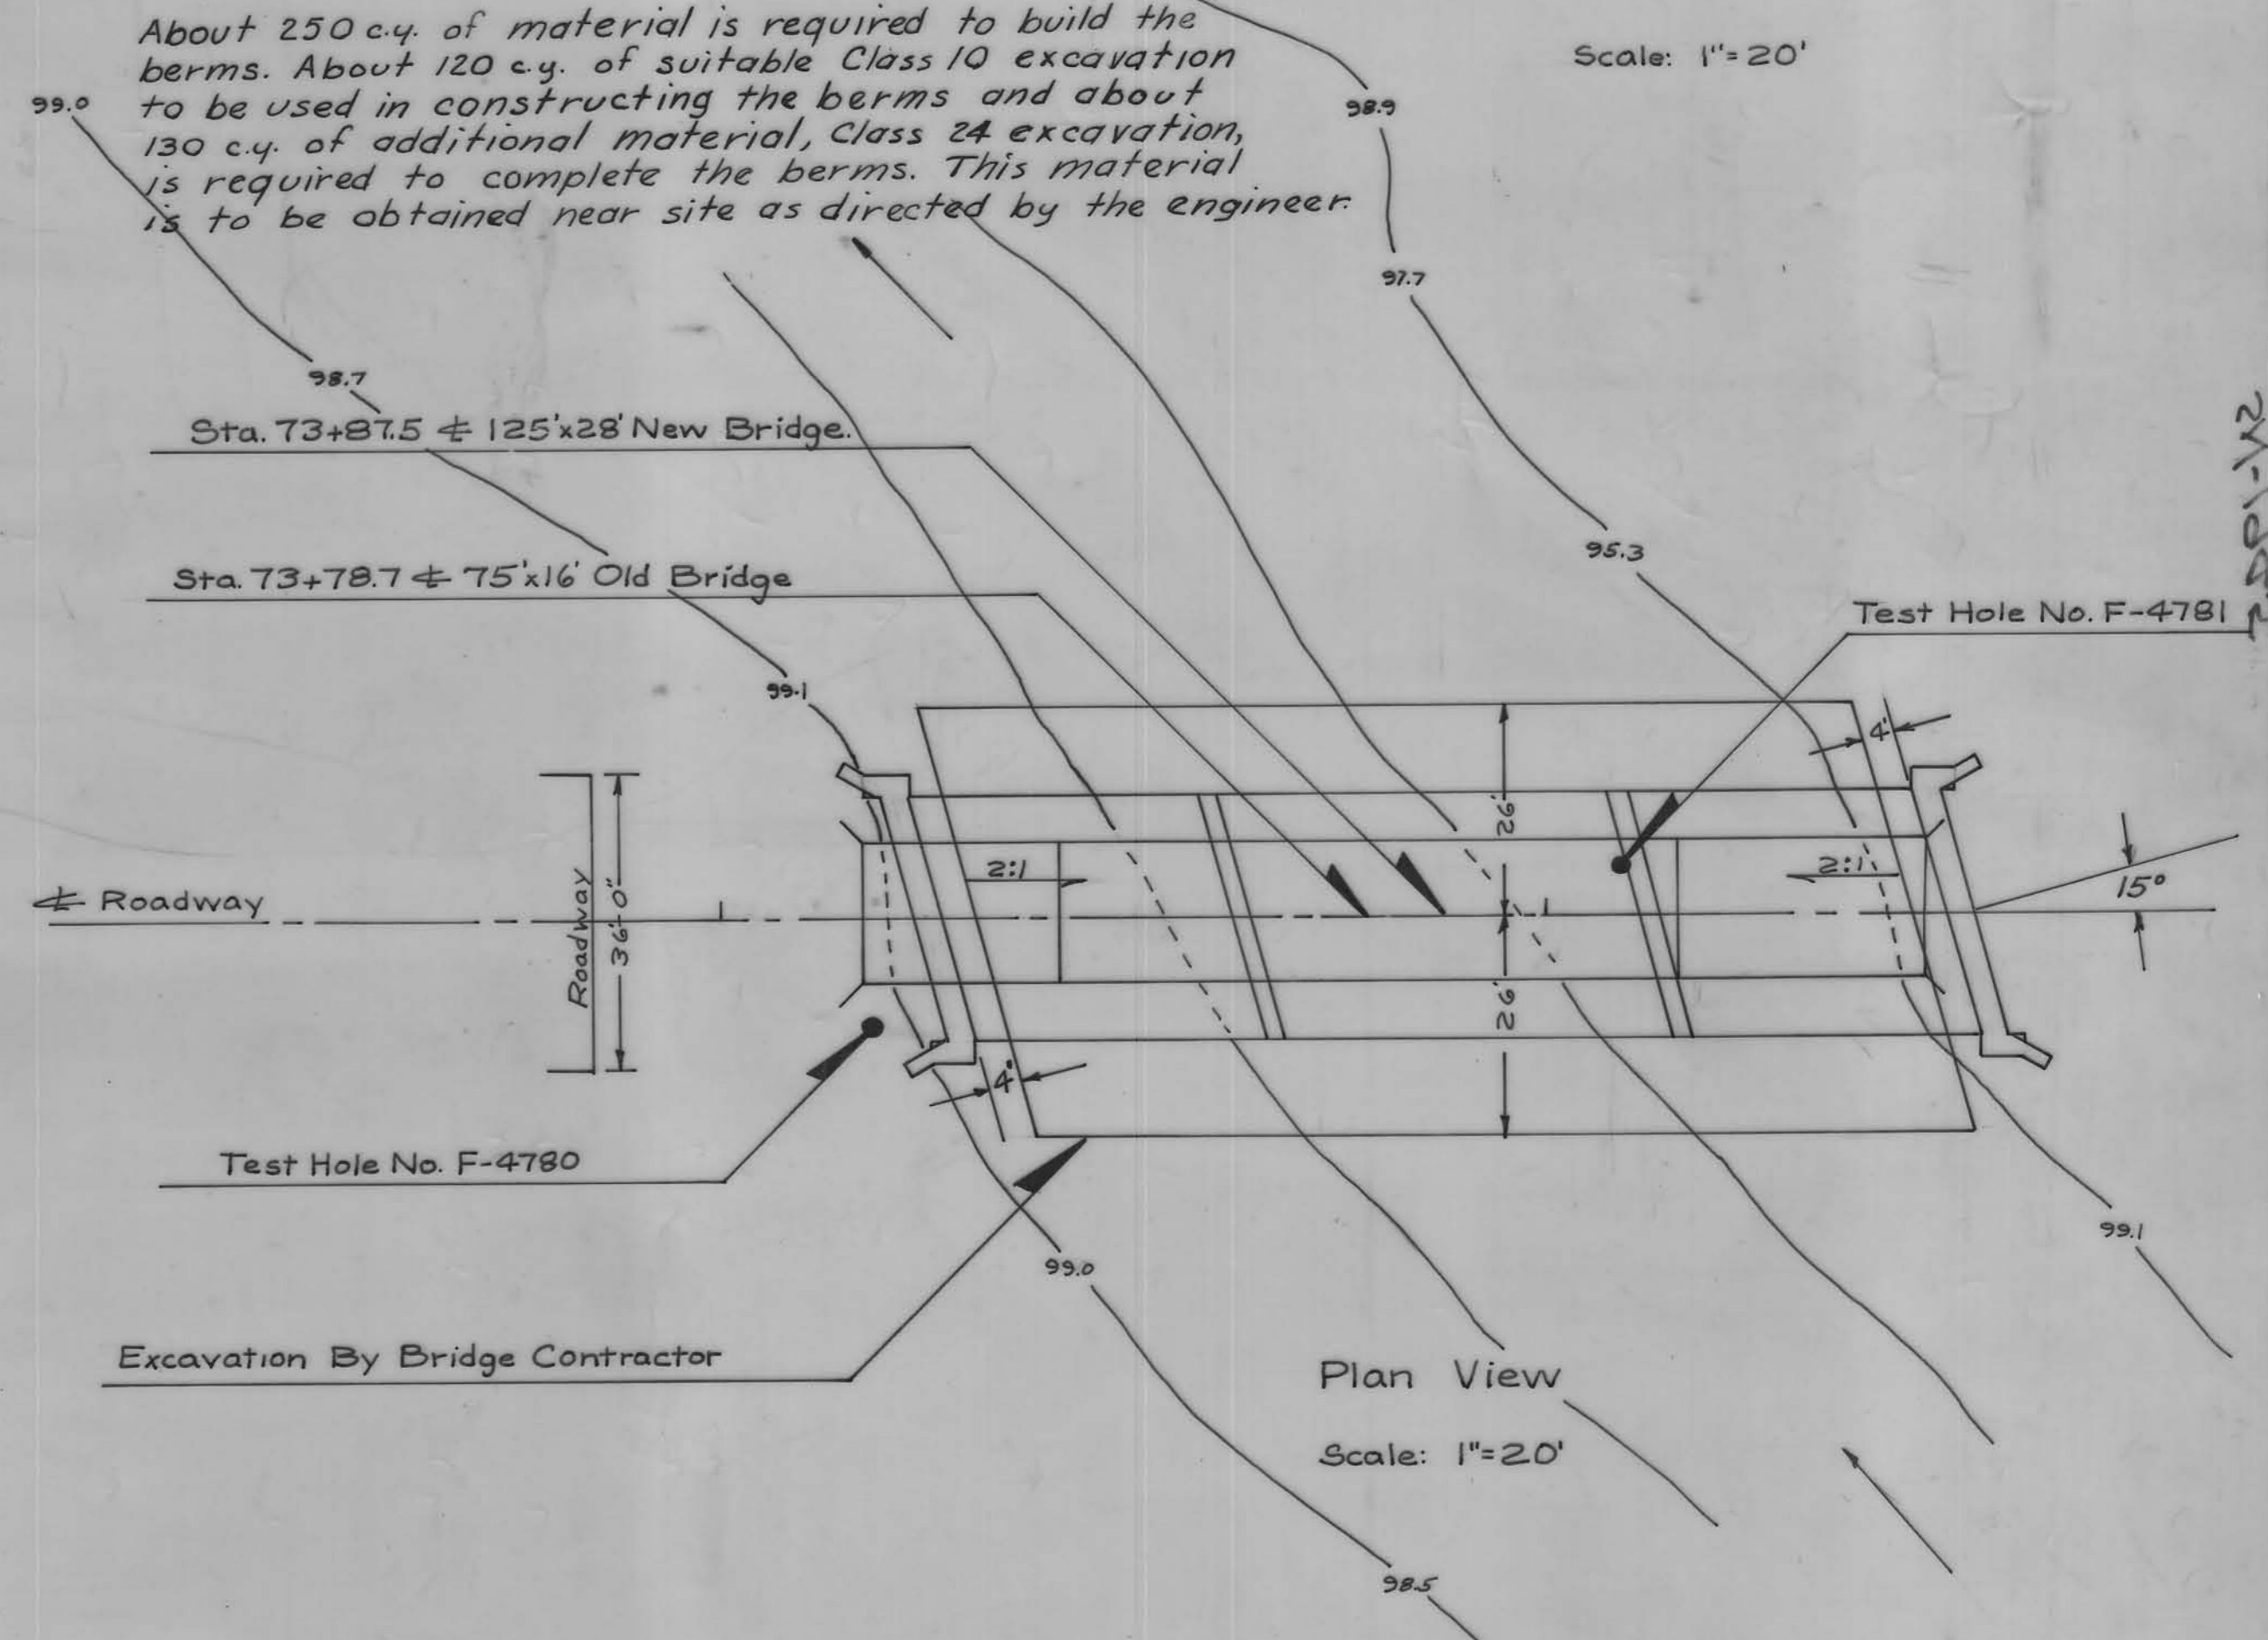 About 250 c.y. of material is required to build the
berms. About 120 c.y. of suitable Class 10 excavation
to be used in constructing the berms and about
130 c.y. of additional material, Class 24 excavation,
is required to complete the berms. This material
is to be obtained near site as directed by the engineer.
Scale: 1"=20'
99.0
98.9
97.7
98.7
Sta. 73+87.5 ℄ 125'x28' New Bridge.
95.3
Sta. 73+78.7 ℄ 75'x16' Old Bridge
Test Hole No. F-4781
99.1
4'
26'
2:1
2:1
15°
℄ Roadway
Roadway
36'-0"
26'
4'
Test Hole No. F-4780
99.1
99.0
Excavation By Bridge Contractor
Plan View
Scale: 1"=20'
98.5